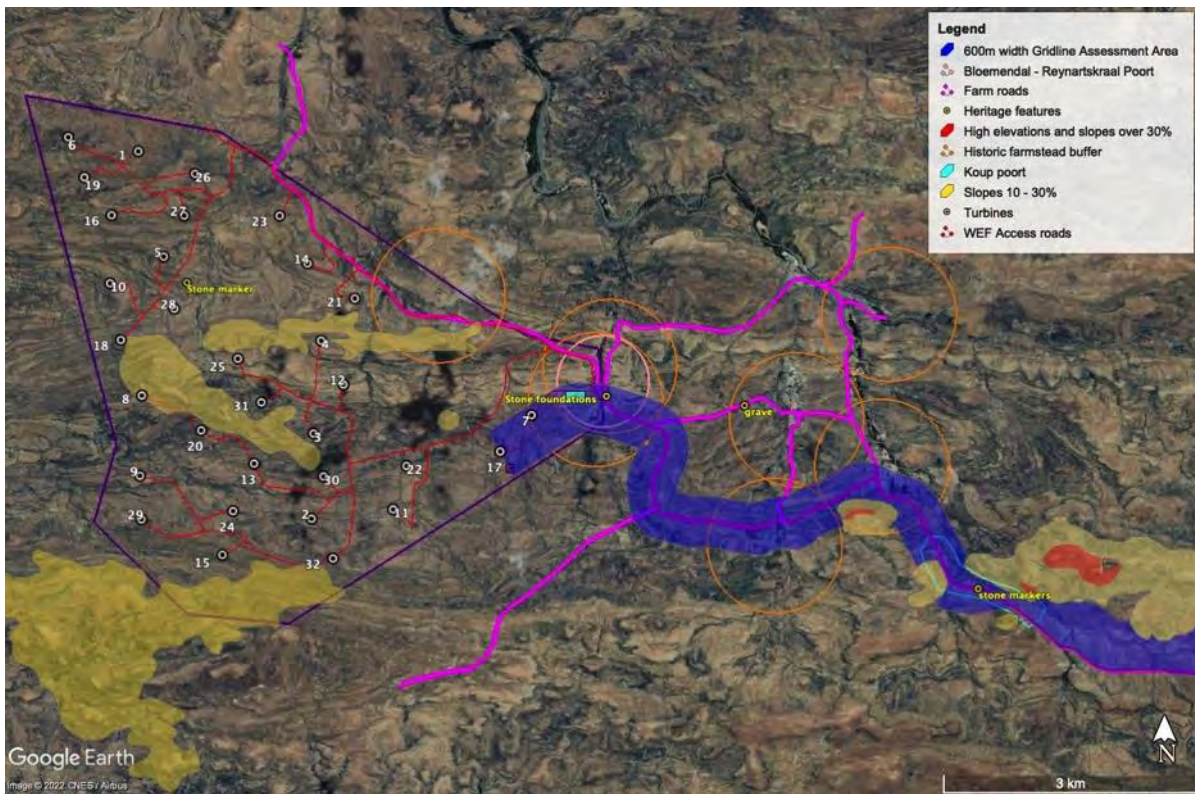 Legend
600m width Gridline Assessment Area
Bloemendal - Reynartskraal Poort
Farm roads
Heritage features
High elevations and slopes over 30%
Historic farmstead buffer
Koup poort
Slopes 10 - 30%
Turbines
WEF Access roads
6
1
19
26
16
27
23
5
14
10
Stone marker
21
28
18
4
25
12
8
31
Stone foundations
grave
7
20
3
17
13
22
9
30
11
24
2
29
15
32
stone markers
Google Earth
Image © 2022 CNES / Airbus
N
3 km